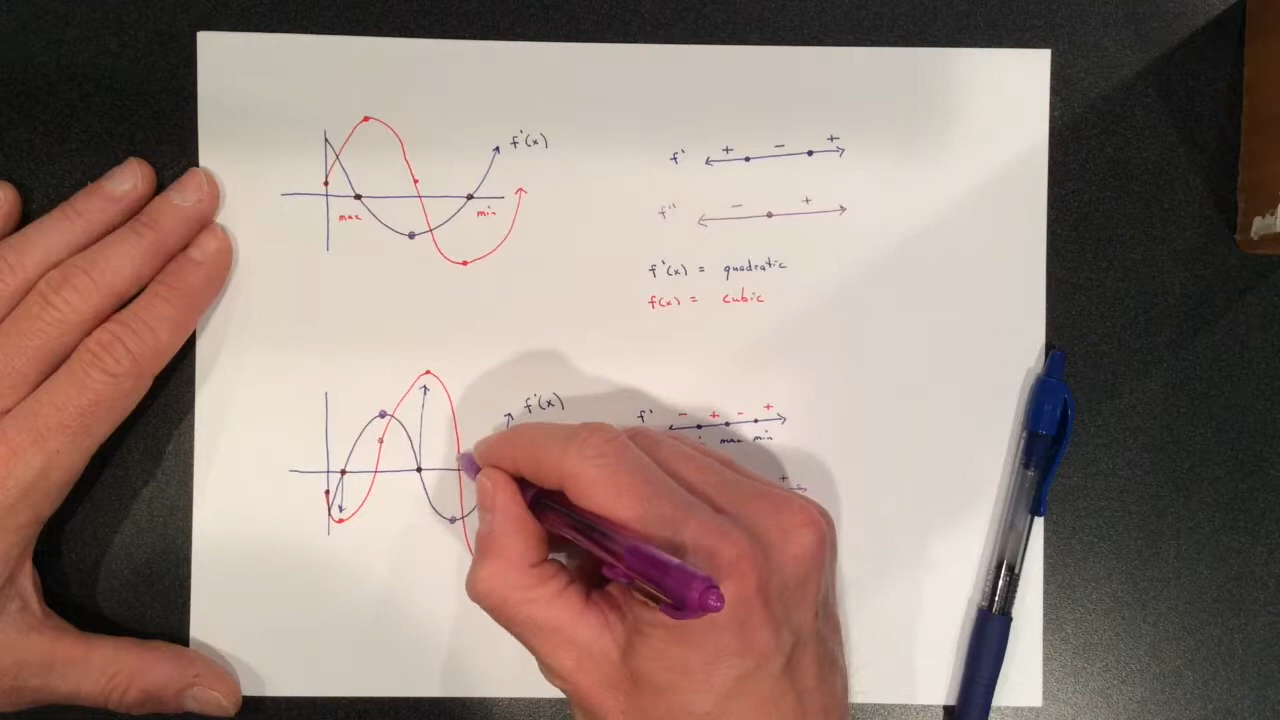 f'(x)
max
min
f'
+ - +
f''
- +
f'(x) = quadratic
f(x) = cubic
f'(x)
f'
- + - +
max min
+